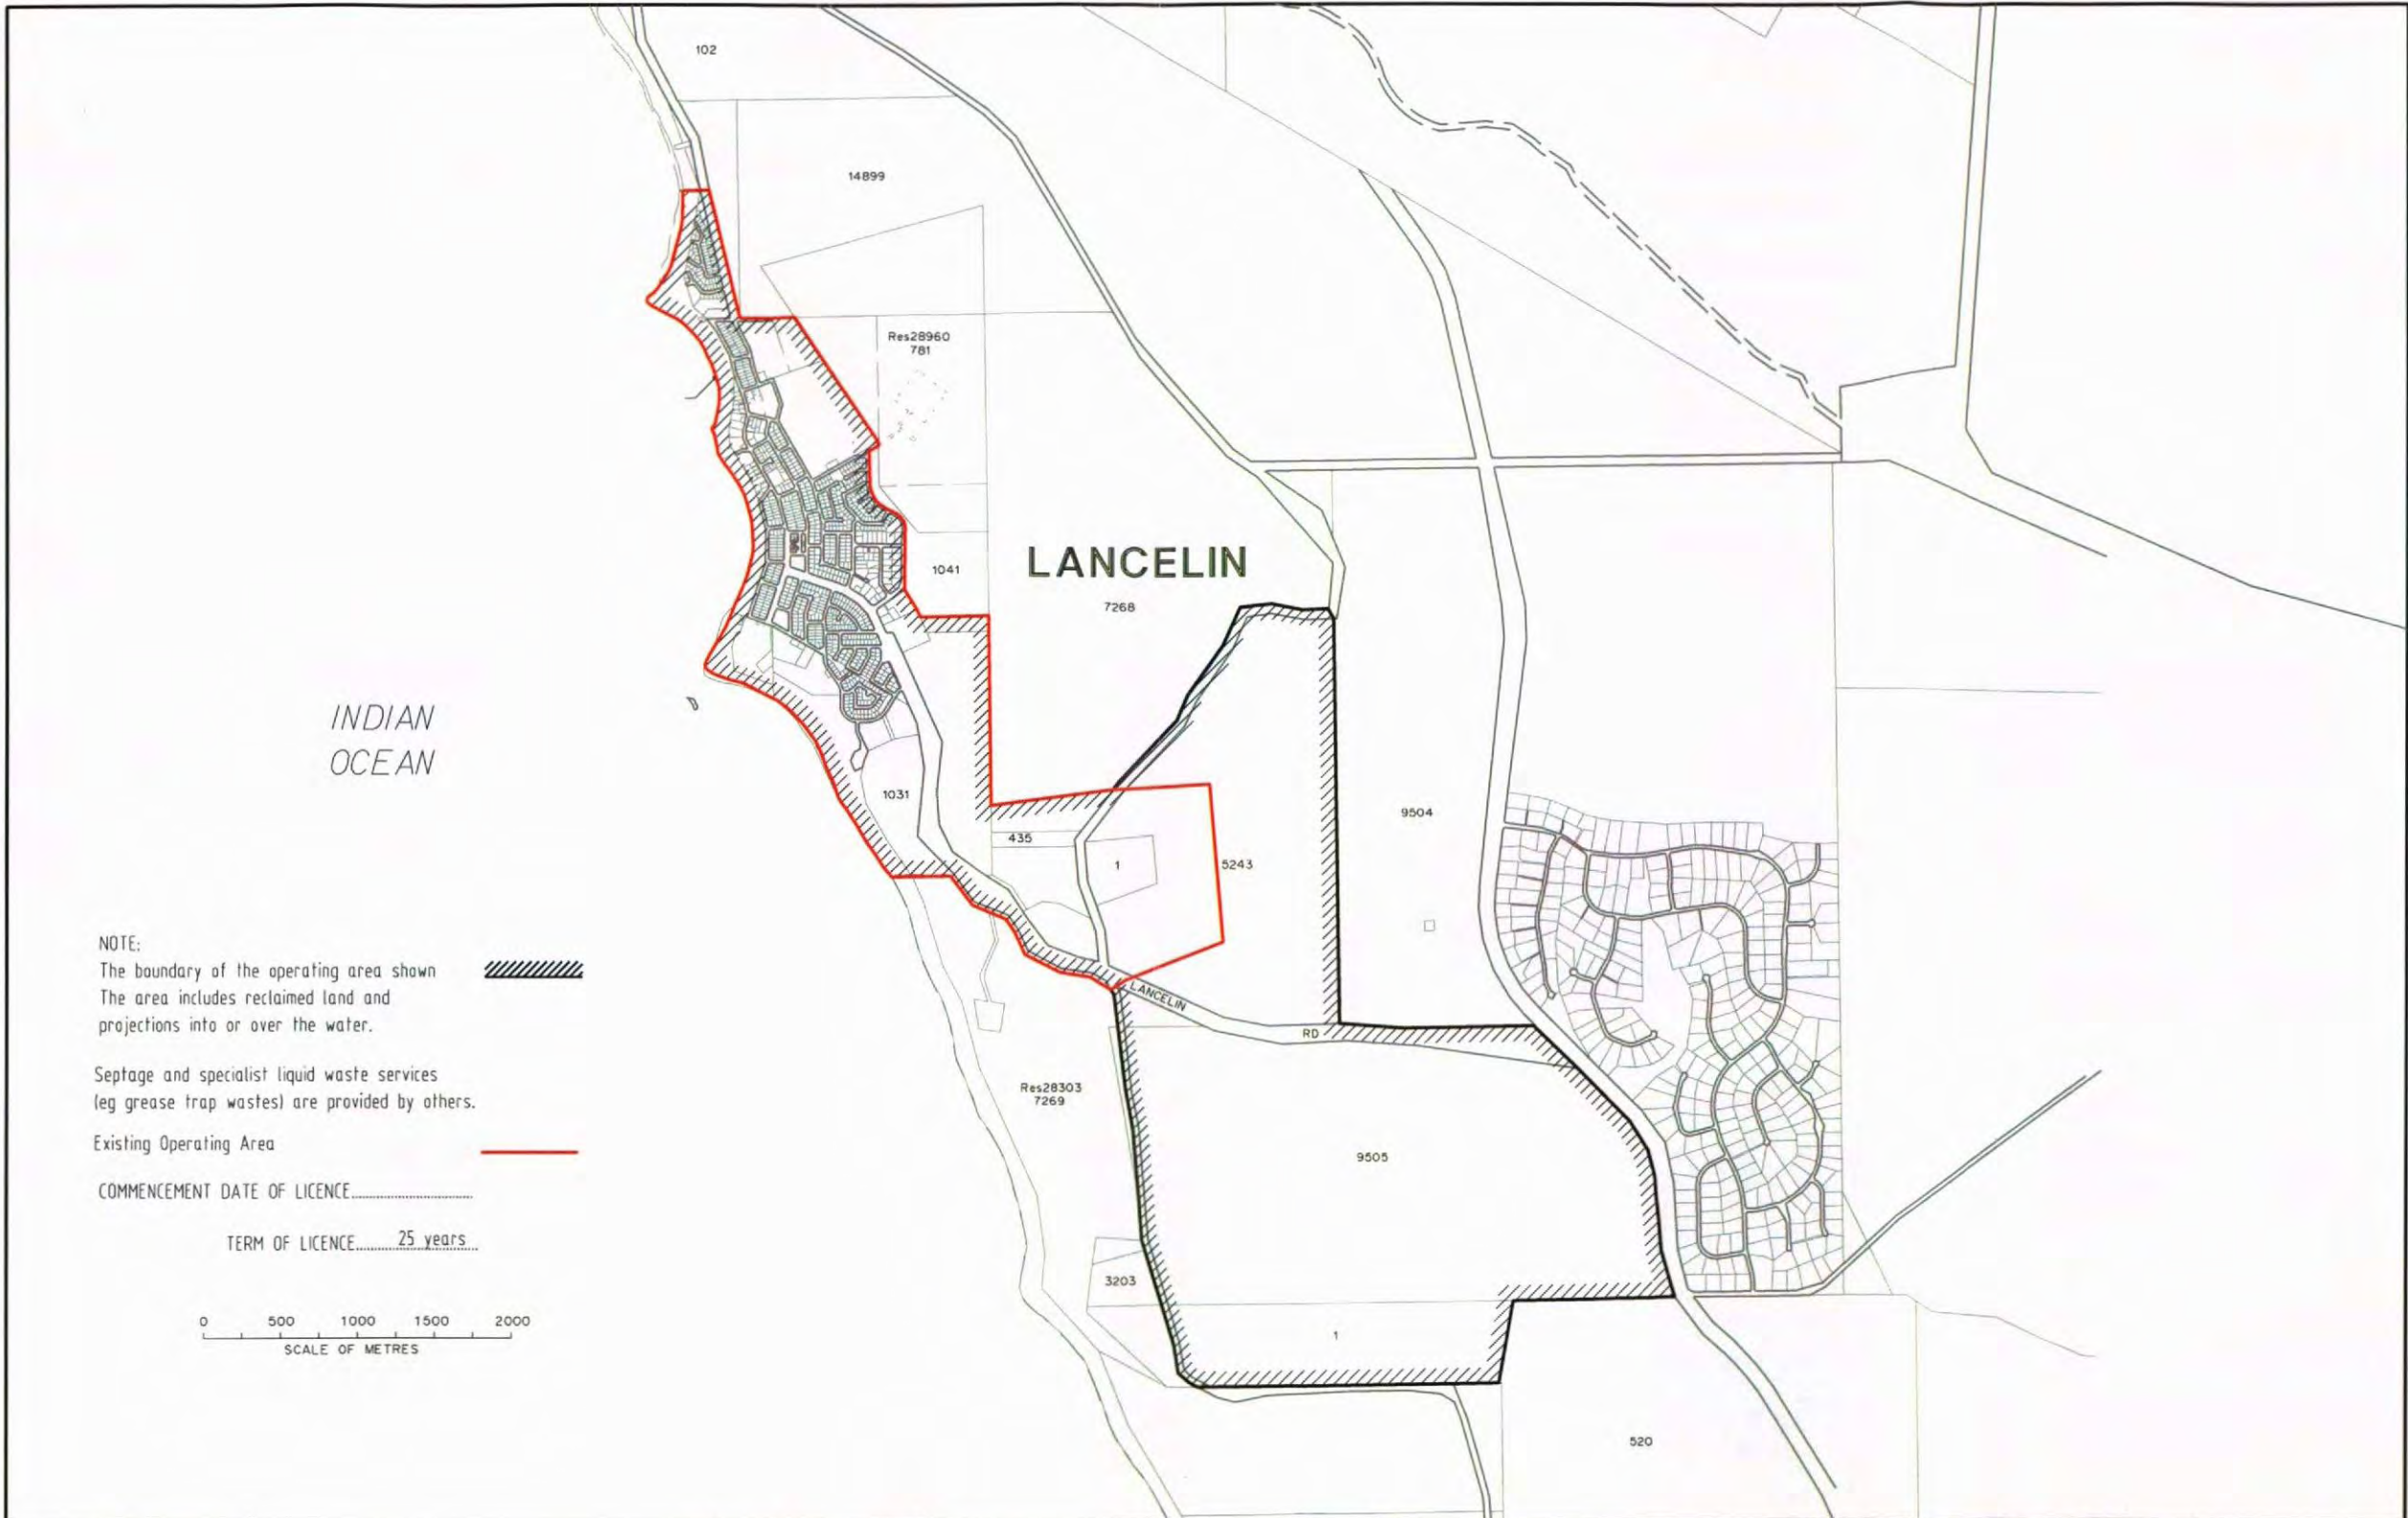 102
14899
Res28960
781
1041
LANCELIN
7268
INDIAN
OCEAN
1031
435
1
5243
9504
NOTE:
The boundary of the operating area shown
The area includes reclaimed land and
projections into or over the water.
LANCELIN
RD
Septage and specialist liquid waste services
(eg grease trap wastes) are provided by others.
Existing Operating Area
Res28303
7269
9505
COMMENCEMENT DATE OF LICENCE
TERM OF LICENCE 25 years
3203
0 500 1000 1500 2000
SCALE OF METRES
1
520